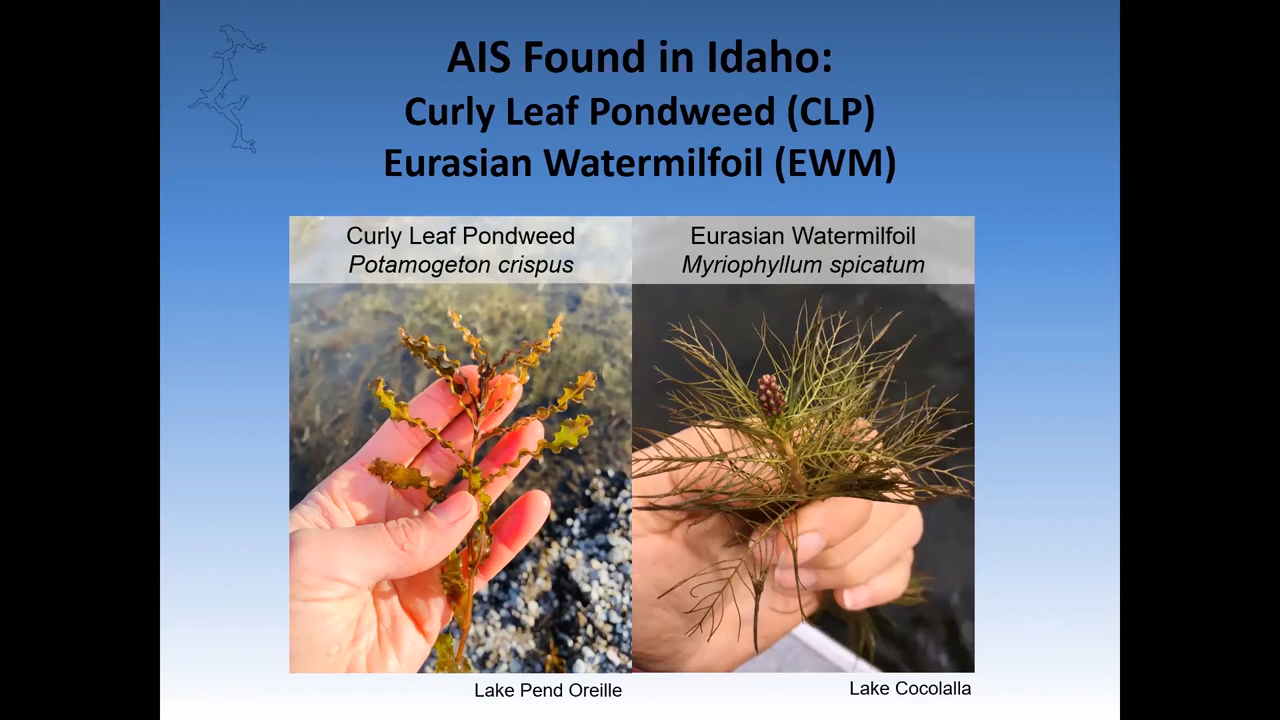 AIS Found in Idaho:
Curly Leaf Pondweed (CLP)
Eurasian Watermilfoil (EWM)
Curly Leaf Pondweed
Potamogeton crispus
Eurasian Watermilfoil
Myriophyllum spicatum
Lake Pend Oreille
Lake Cocolalla